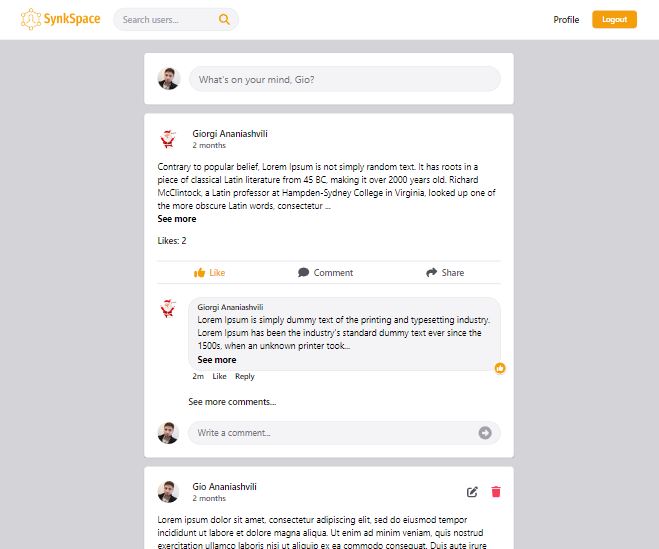 SynkSpace
Search users...
Profile
Logout
What's on your mind, Gio?
Giorgi Ananiashvili
2 months
Contrary to popular belief, Lorem Ipsum is not simply random text. It has roots in a
piece of classical Latin literature from 45 BC, making it over 2000 years old. Richard
McClintock, a Latin professor at Hampden-Sydney College in Virginia, looked up one of
the more obscure Latin words, consectetur ...
See more
Likes: 2
Like
Comment
Share
Giorgi Ananiashvili
Lorem Ipsum is simply dummy text of the printing and typesetting industry.
Lorem Ipsum has been the industry's standard dummy text ever since the
1500s, when an unknown printer took...
See more
2m Like Reply
See more comments...
Write a comment...
Gio Ananiashvili
2 months
Lorem ipsum dolor sit amet, consectetur adipiscing elit, sed do eiusmod tempor
incididunt ut labore et dolore magna aliqua. Ut enim ad minim veniam, quis nostrud
exercitation ullamco laboris nisi ut aliquip ex ea commodo consequat. Duis aute irure